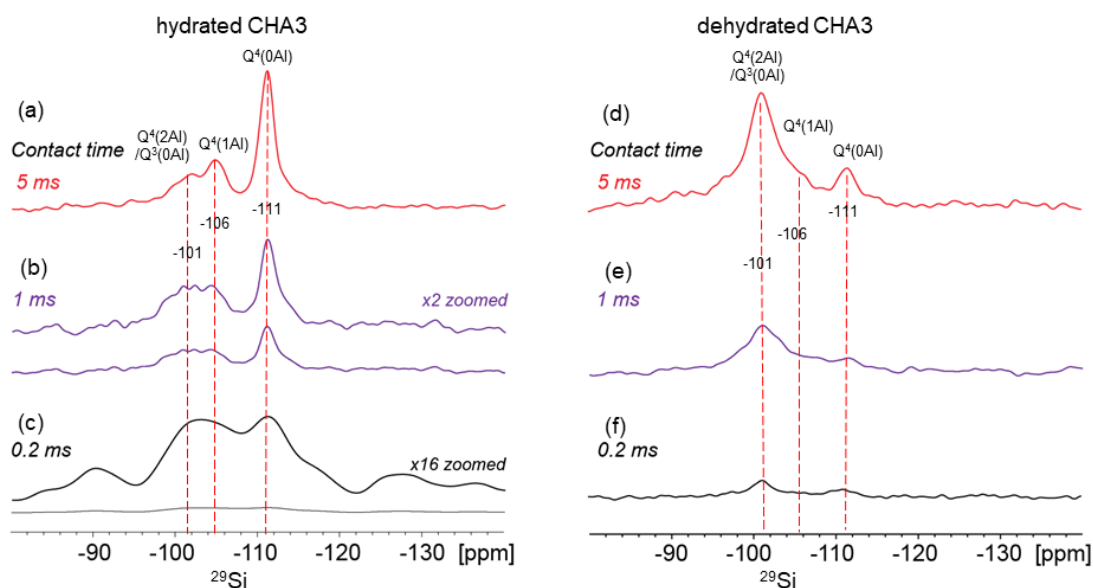 hydrated CHA3
Q⁴(0Al)
(a)
Q⁴(2Al)
/Q³(0Al)
Q⁴(1Al)
Contact time
5 ms
-111
-106
-101
(b)
1 ms
x2 zoomed
(c)
0.2 ms
x16 zoomed
-90
-100
-110
-120
-130
[ppm]
²⁹Si
dehydrated CHA3
Q⁴(2Al)
/Q³(0Al)
(d)
Q⁴(1Al)
Q⁴(0Al)
Contact time
5 ms
-111
-106
-101
(e)
1 ms
(f)
0.2 ms
-90
-100
-110
-120
-130
[ppm]
²⁹Si